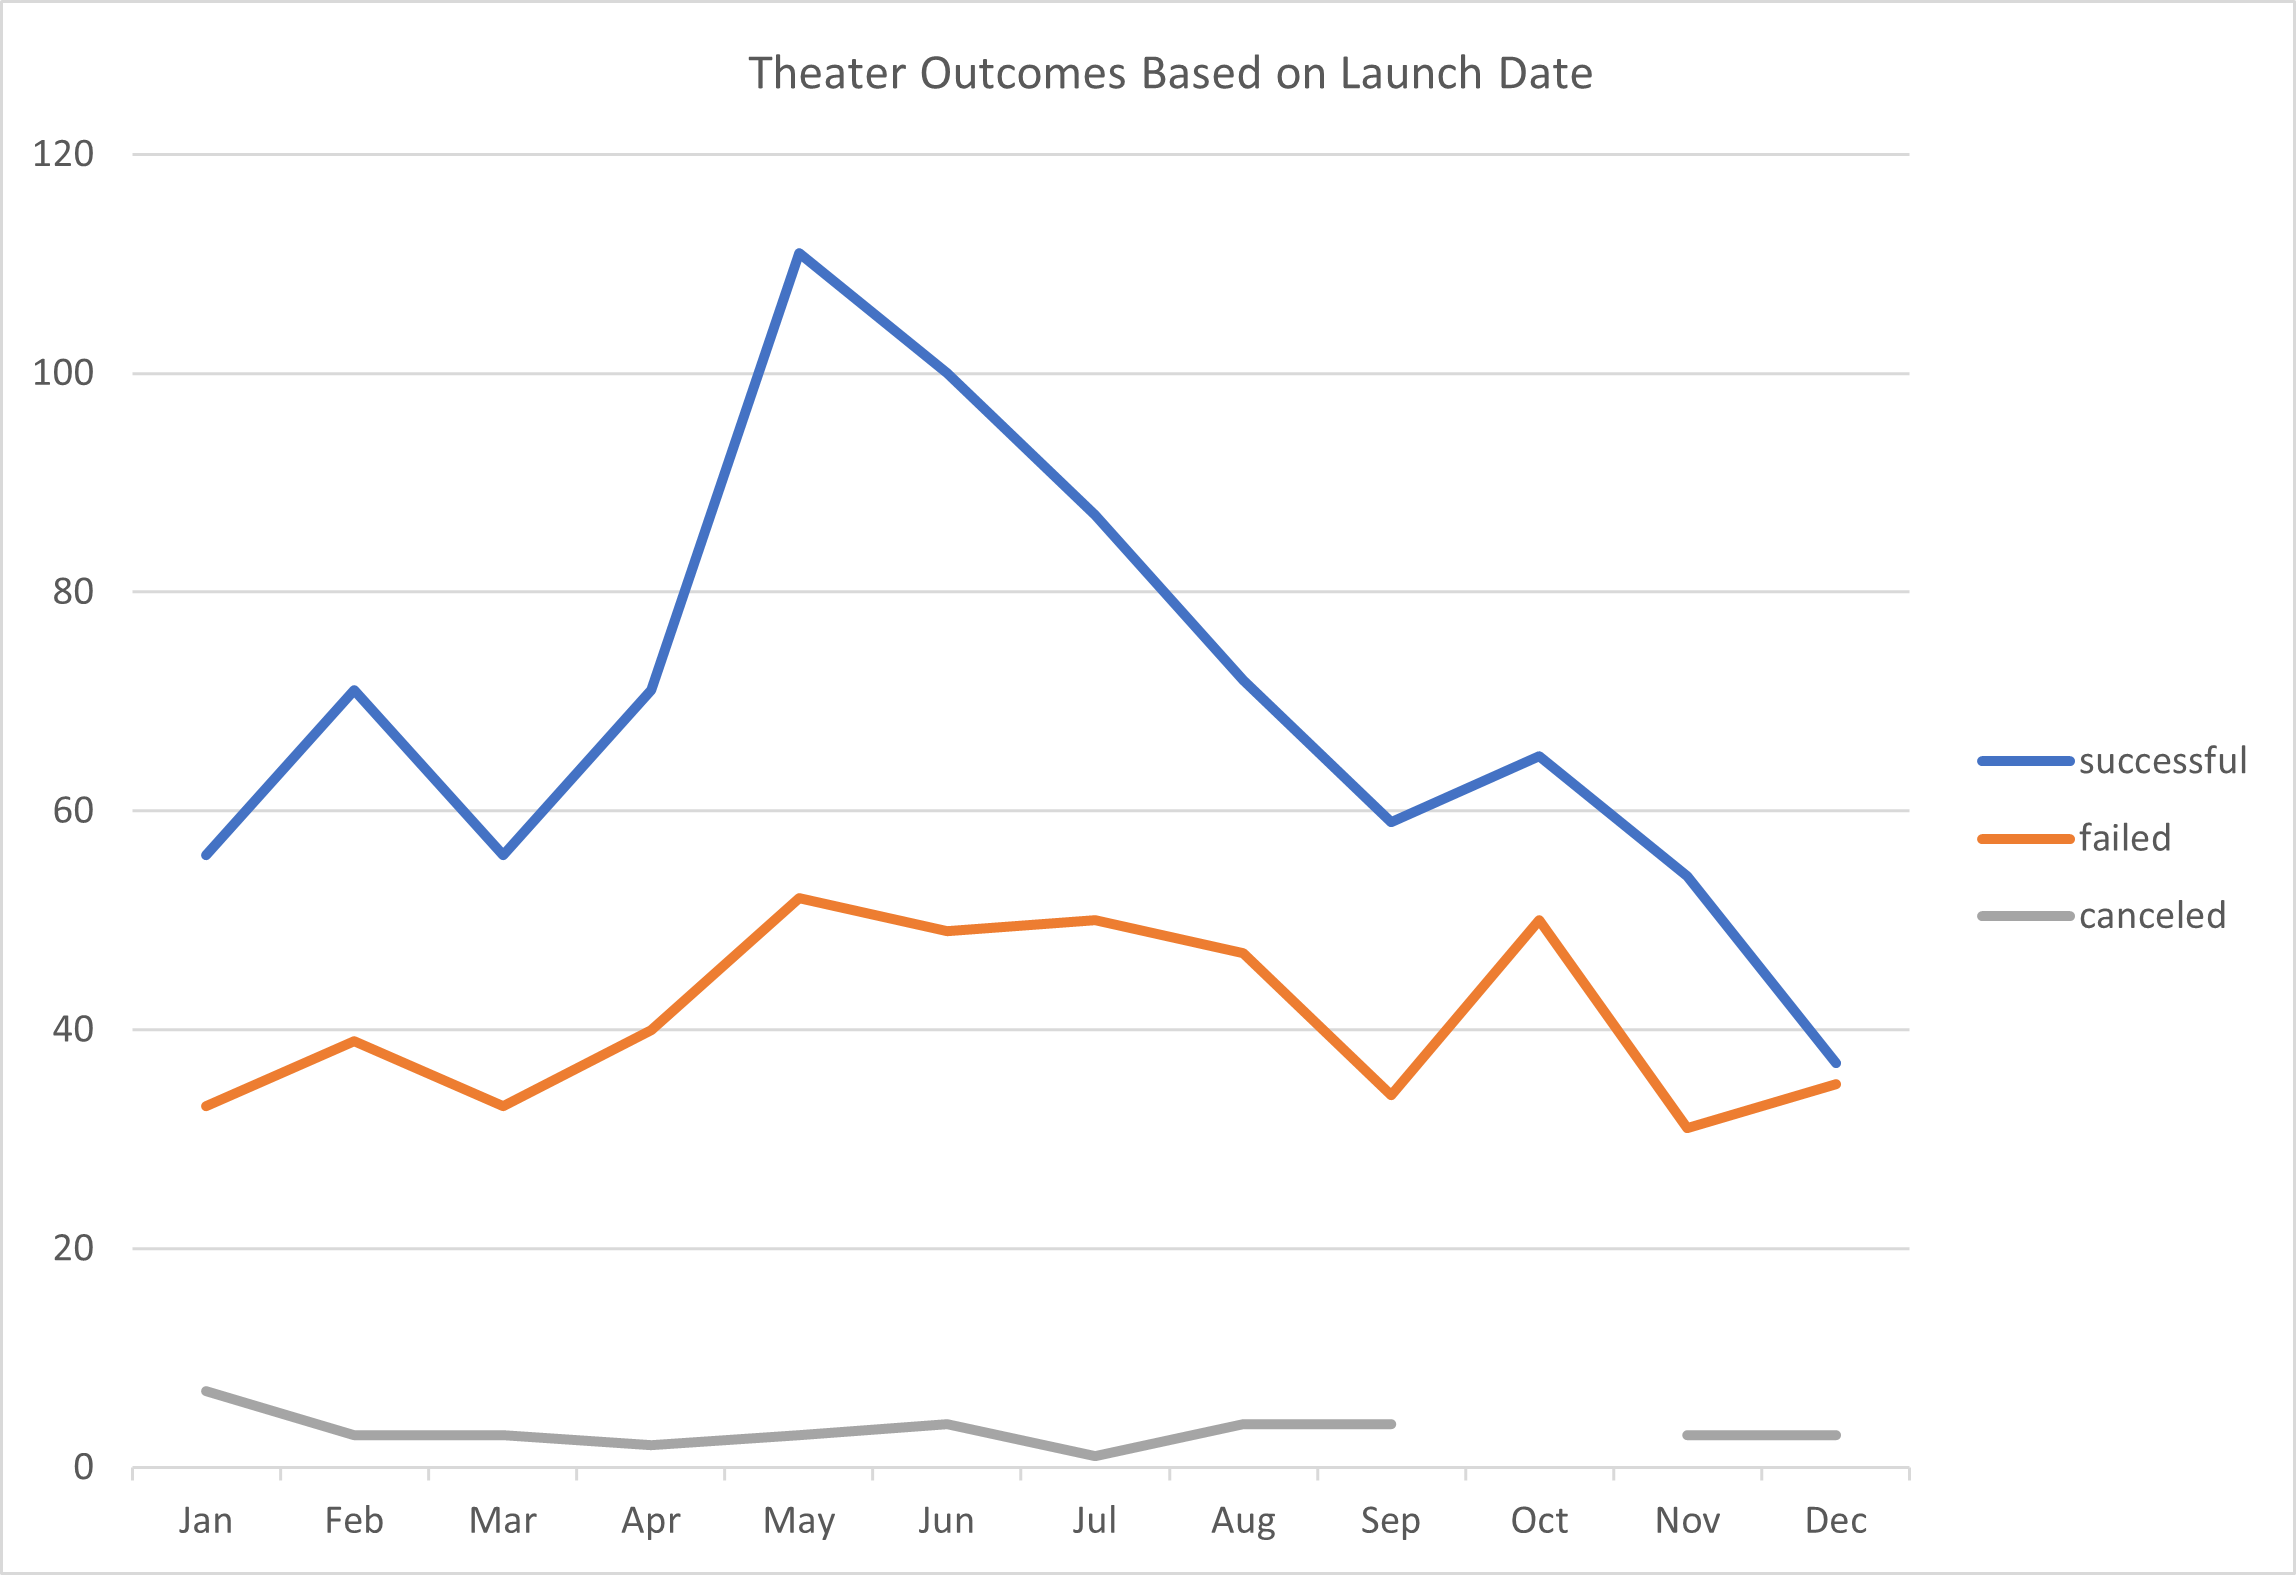 Theater Outcomes Based on Launch Date
120
100
80
60
40
20
0
Jan Feb Mar Apr May Jun Jul Aug Sep Oct Nov Dec
successful
failed
canceled